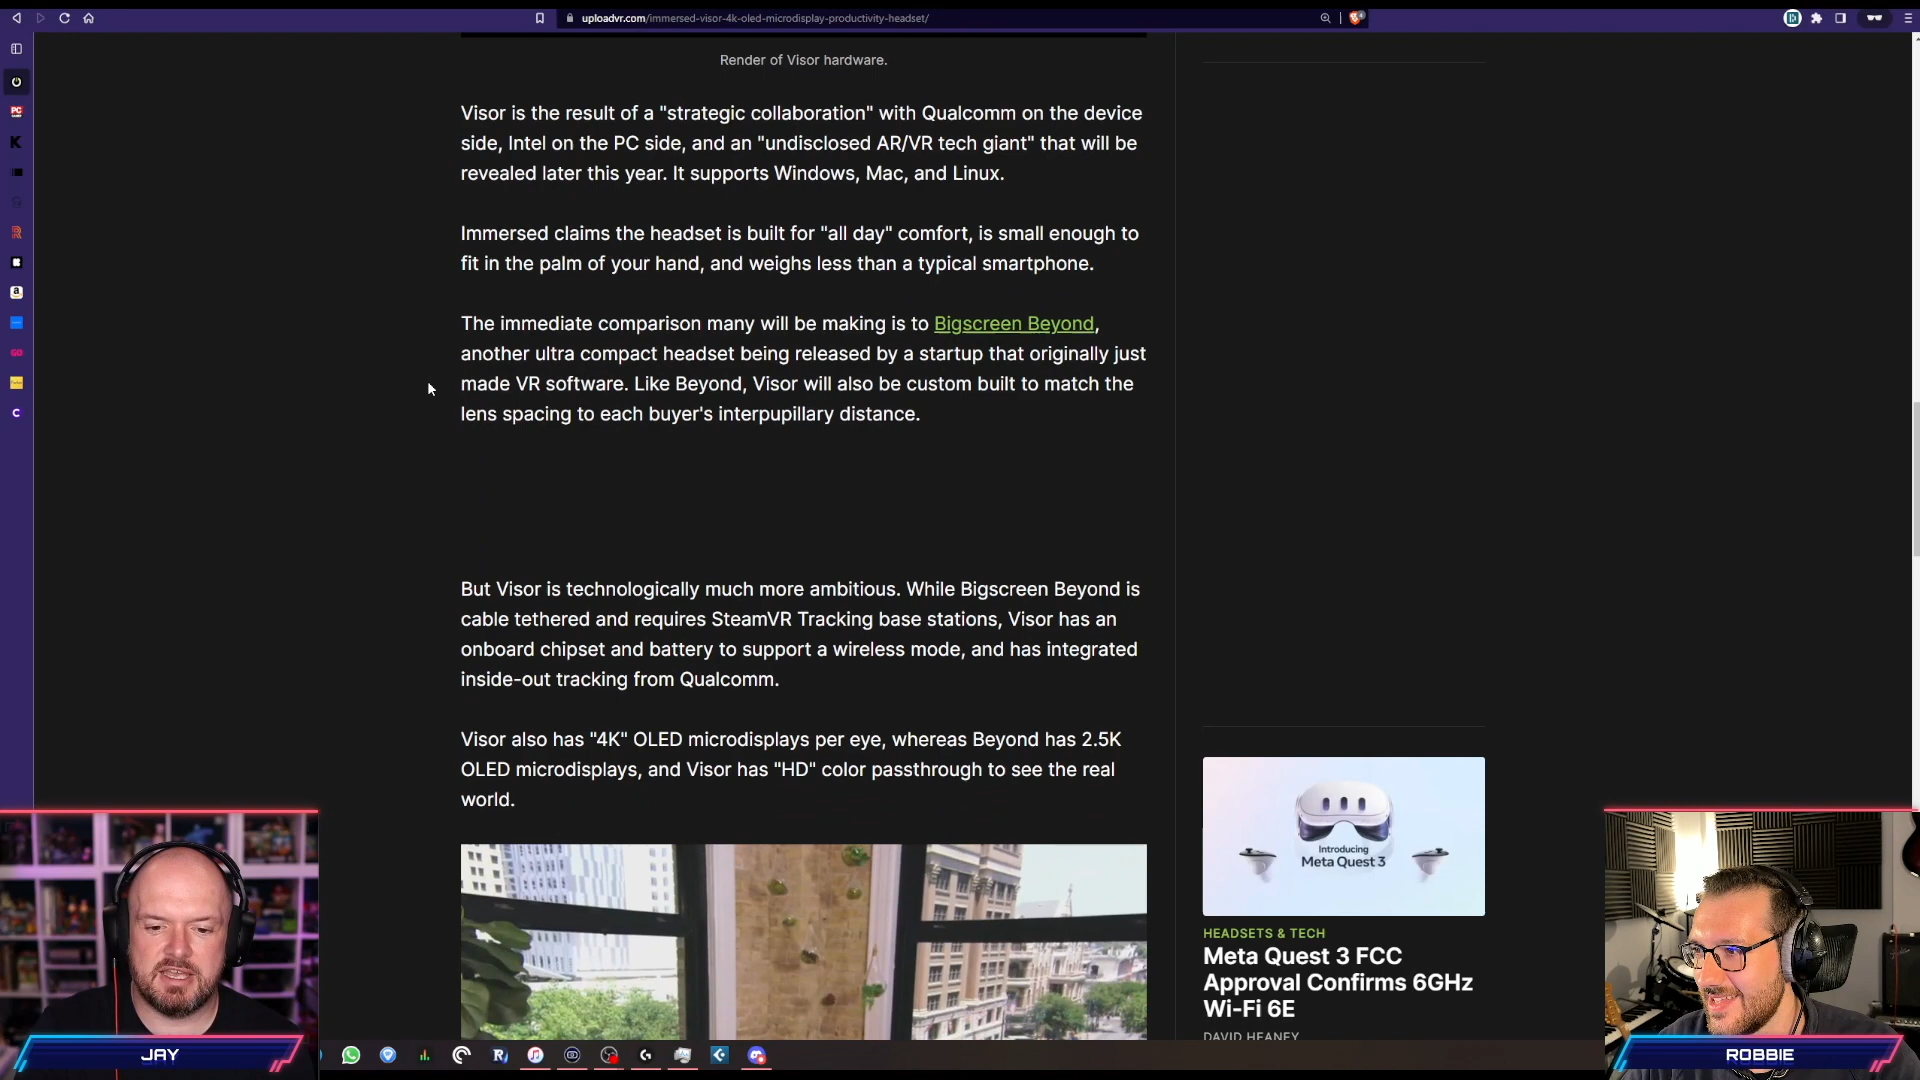 uploadvr.com/immersed-visor-4k-oled-microdisplay-productivity-headset/
Render of Visor hardware.
Visor is the result of a "strategic collaboration" with Qualcomm on the device
side, Intel on the PC side, and an "undisclosed AR/VR tech giant" that will be
revealed later this year. It supports Windows, Mac, and Linux.
Immersed claims the headset is built for "all day" comfort, is small enough to
fit in the palm of your hand, and weighs less than a typical smartphone.
The immediate comparison many will be making is to Bigscreen Beyond,
another ultra compact headset being released by a startup that originally just
made VR software. Like Beyond, Visor will also be custom built to match the
lens spacing to each buyer's interpupillary distance.
But Visor is technologically much more ambitious. While Bigscreen Beyond is
cable tethered and requires SteamVR Tracking base stations, Visor has an
onboard chipset and battery to support a wireless mode, and has integrated
inside-out tracking from Qualcomm.
Visor also has "4K" OLED microdisplays per eye, whereas Beyond has 2.5K
OLED microdisplays, and Visor has "HD" color passthrough to see the real
world.
Introducing
Meta Quest 3
HEADSETS & TECH
Meta Quest 3 FCC
Approval Confirms 6GHz
Wi-Fi 6E
DAVID HEANEY
JAY
ROBBIE